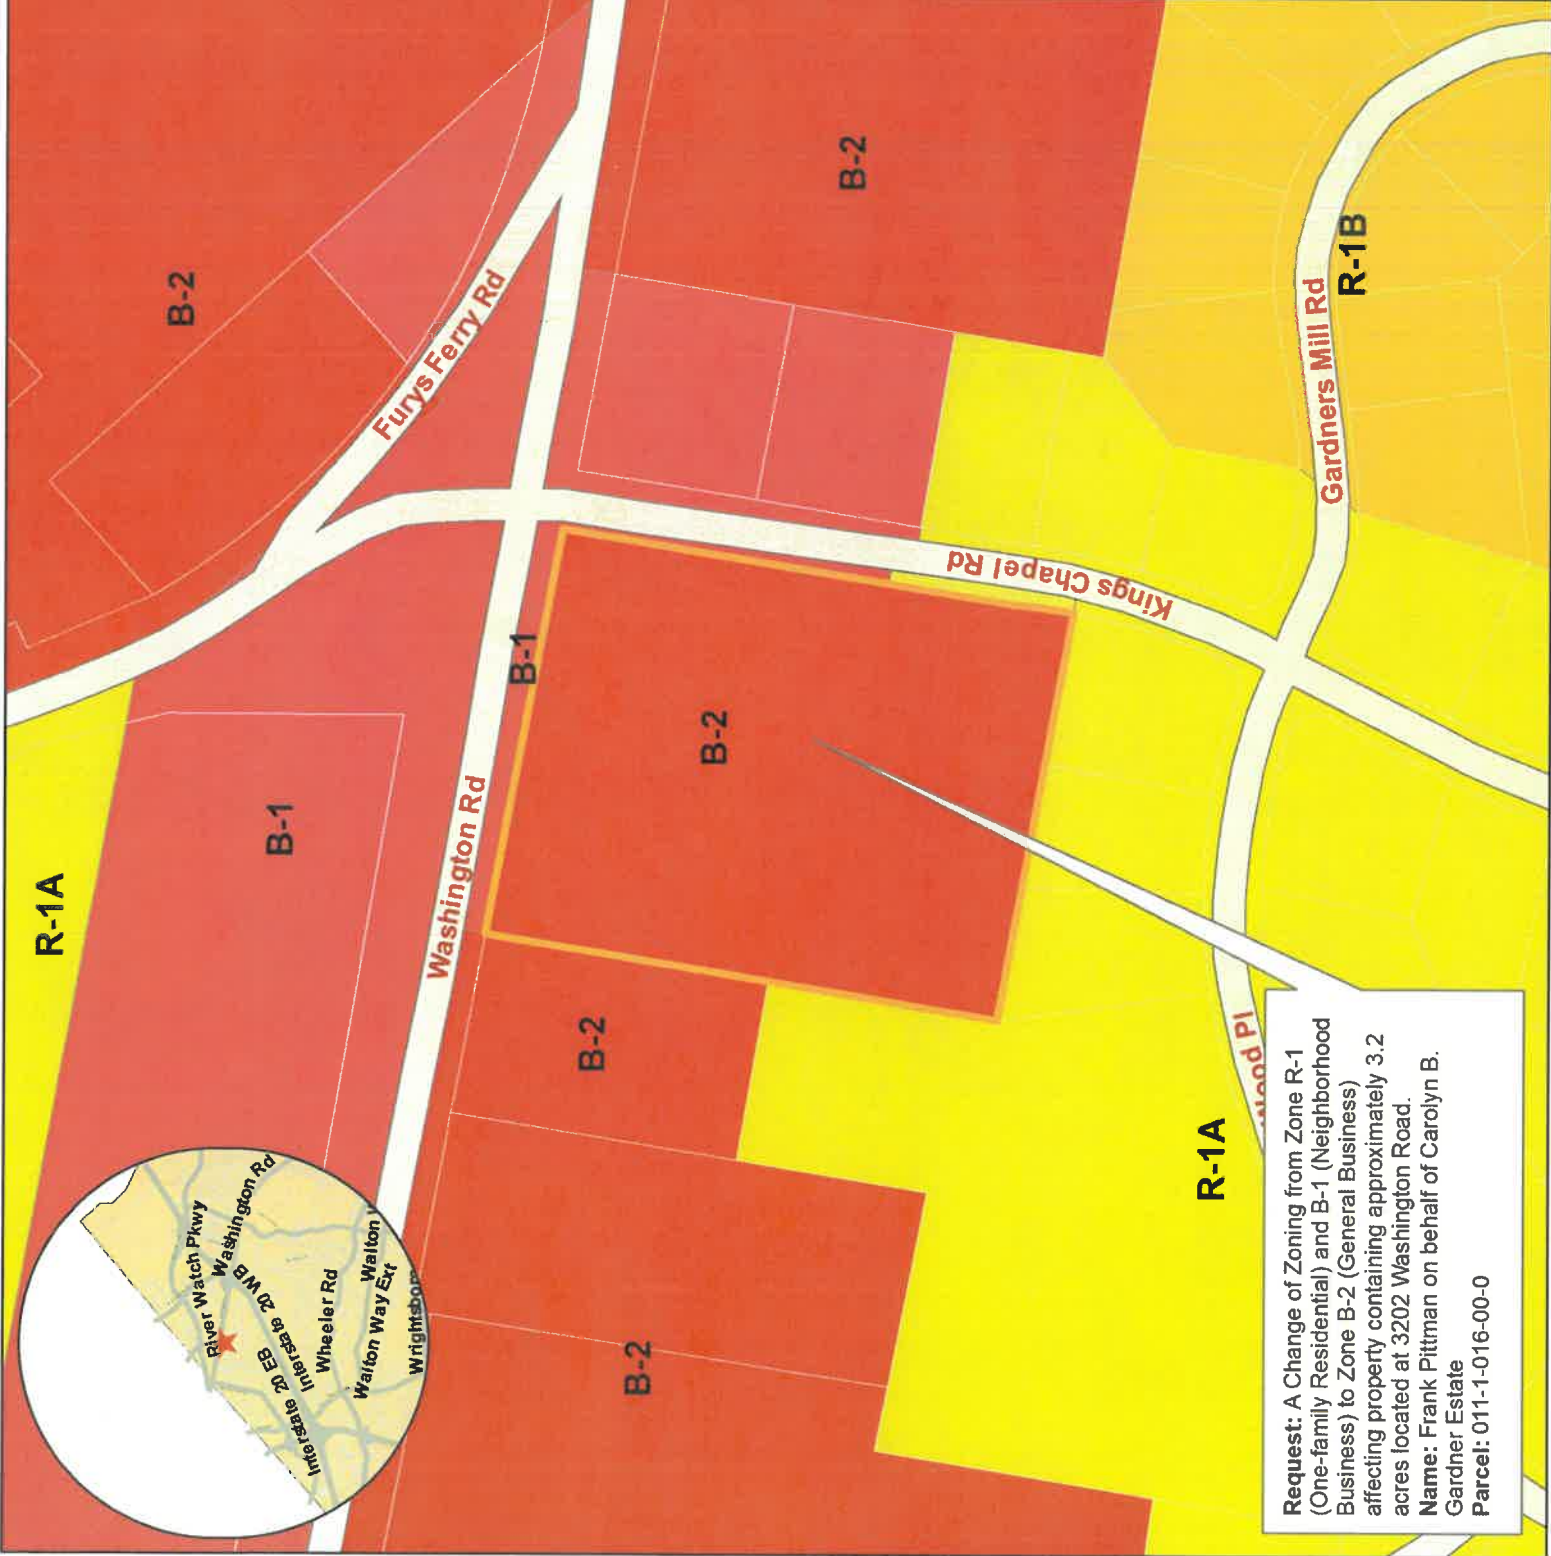 River Watch Pkwy
Washington Rd
Interstate 20 WB
Interstate 20 EB
Wheeler Rd
Walton
Walton Way Ext
Wrightsboro
R-1A
B-1
B-2
Furys Ferry Rd
Washington Rd
B-1
B-2
B-2
B-2
B-2
Kings Chapel Rd
Gardners Mill Rd
R-1B
R-1A
Wood Pl
Request: A Change of Zoning from Zone R-1
(One-family Residential) and B-1 (Neighborhood
Business) to Zone B-2 (General Business)
affecting property containing approximately 3.2
acres located at 3202 Washington Road.
Name: Frank Pittman on behalf of Carolyn B.
Gardner Estate
Parcel: 011-1-016-00-0